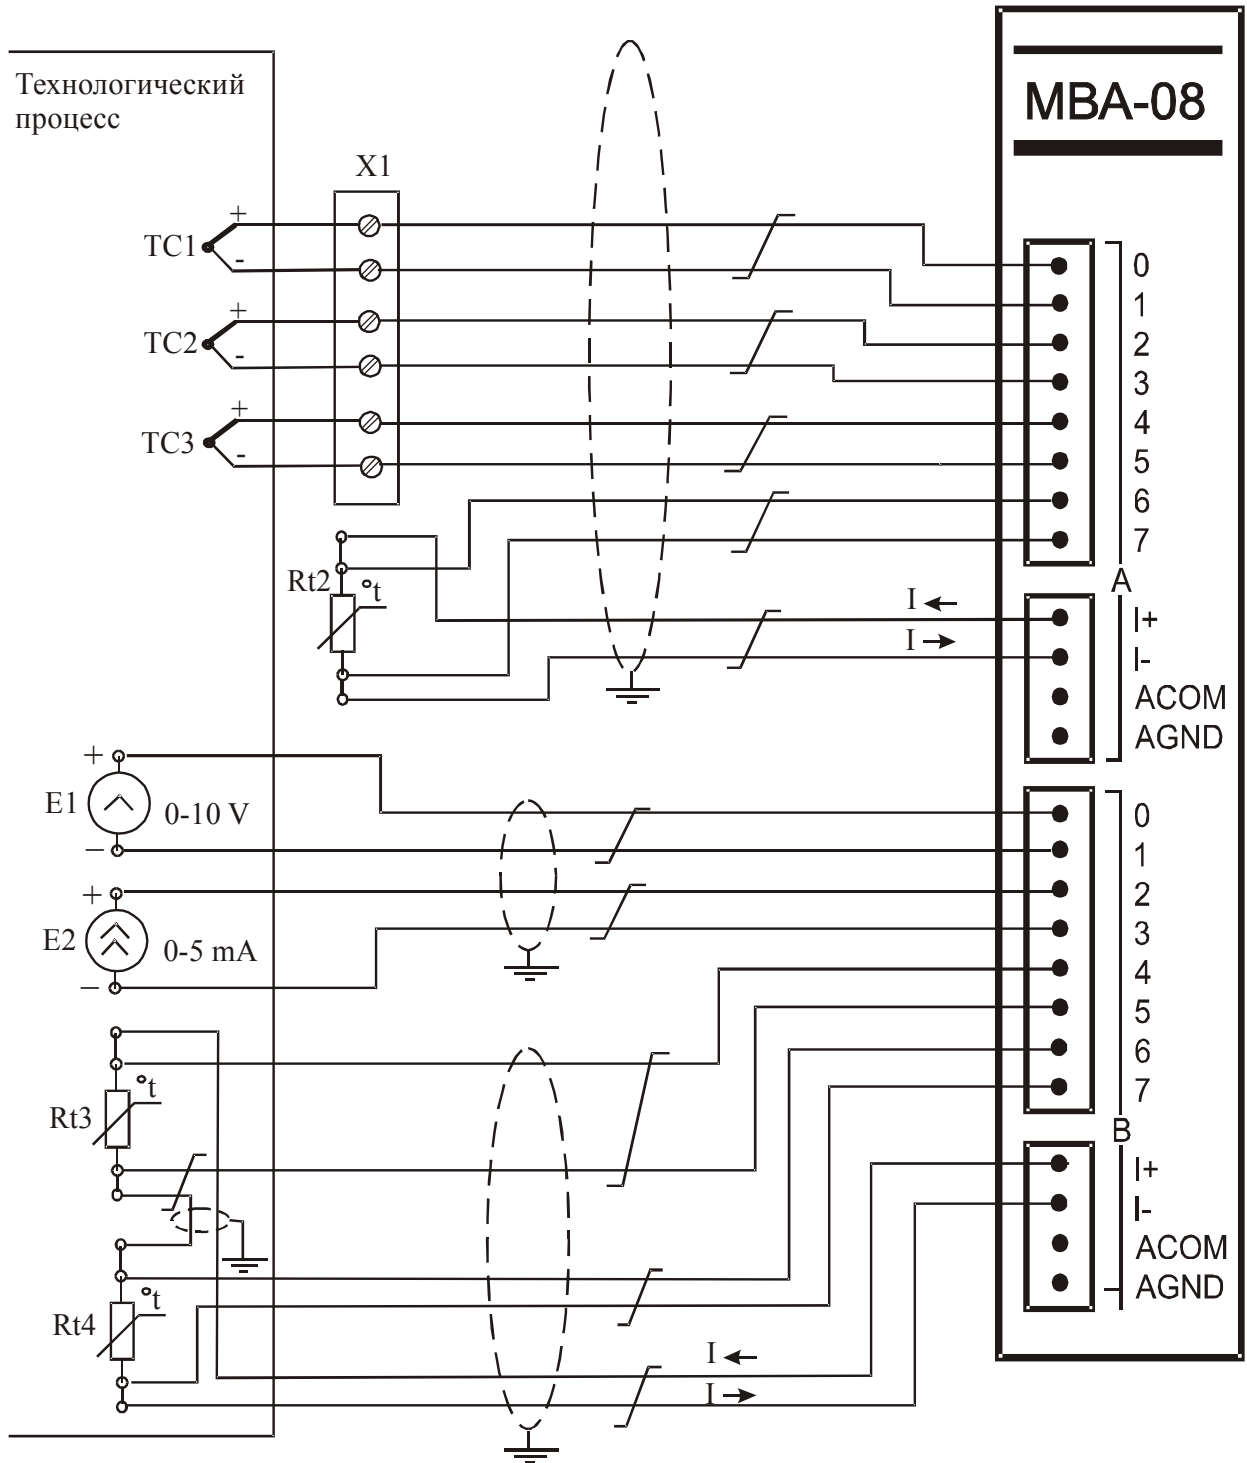 Технологический
процесс
MBA-08
X1
TC1
+
-
TC2
+
-
TC3
+
-
0
1
2
3
4
5
6
7
A
Rt2
°t
I
I
I+
I-
ACOM
AGND
+
E1
0-10 V
−
+
E2
0-5 mA
−
0
1
2
3
4
5
6
7
B
Rt3
°t
I+
I-
ACOM
AGND
Rt4
°t
I
I